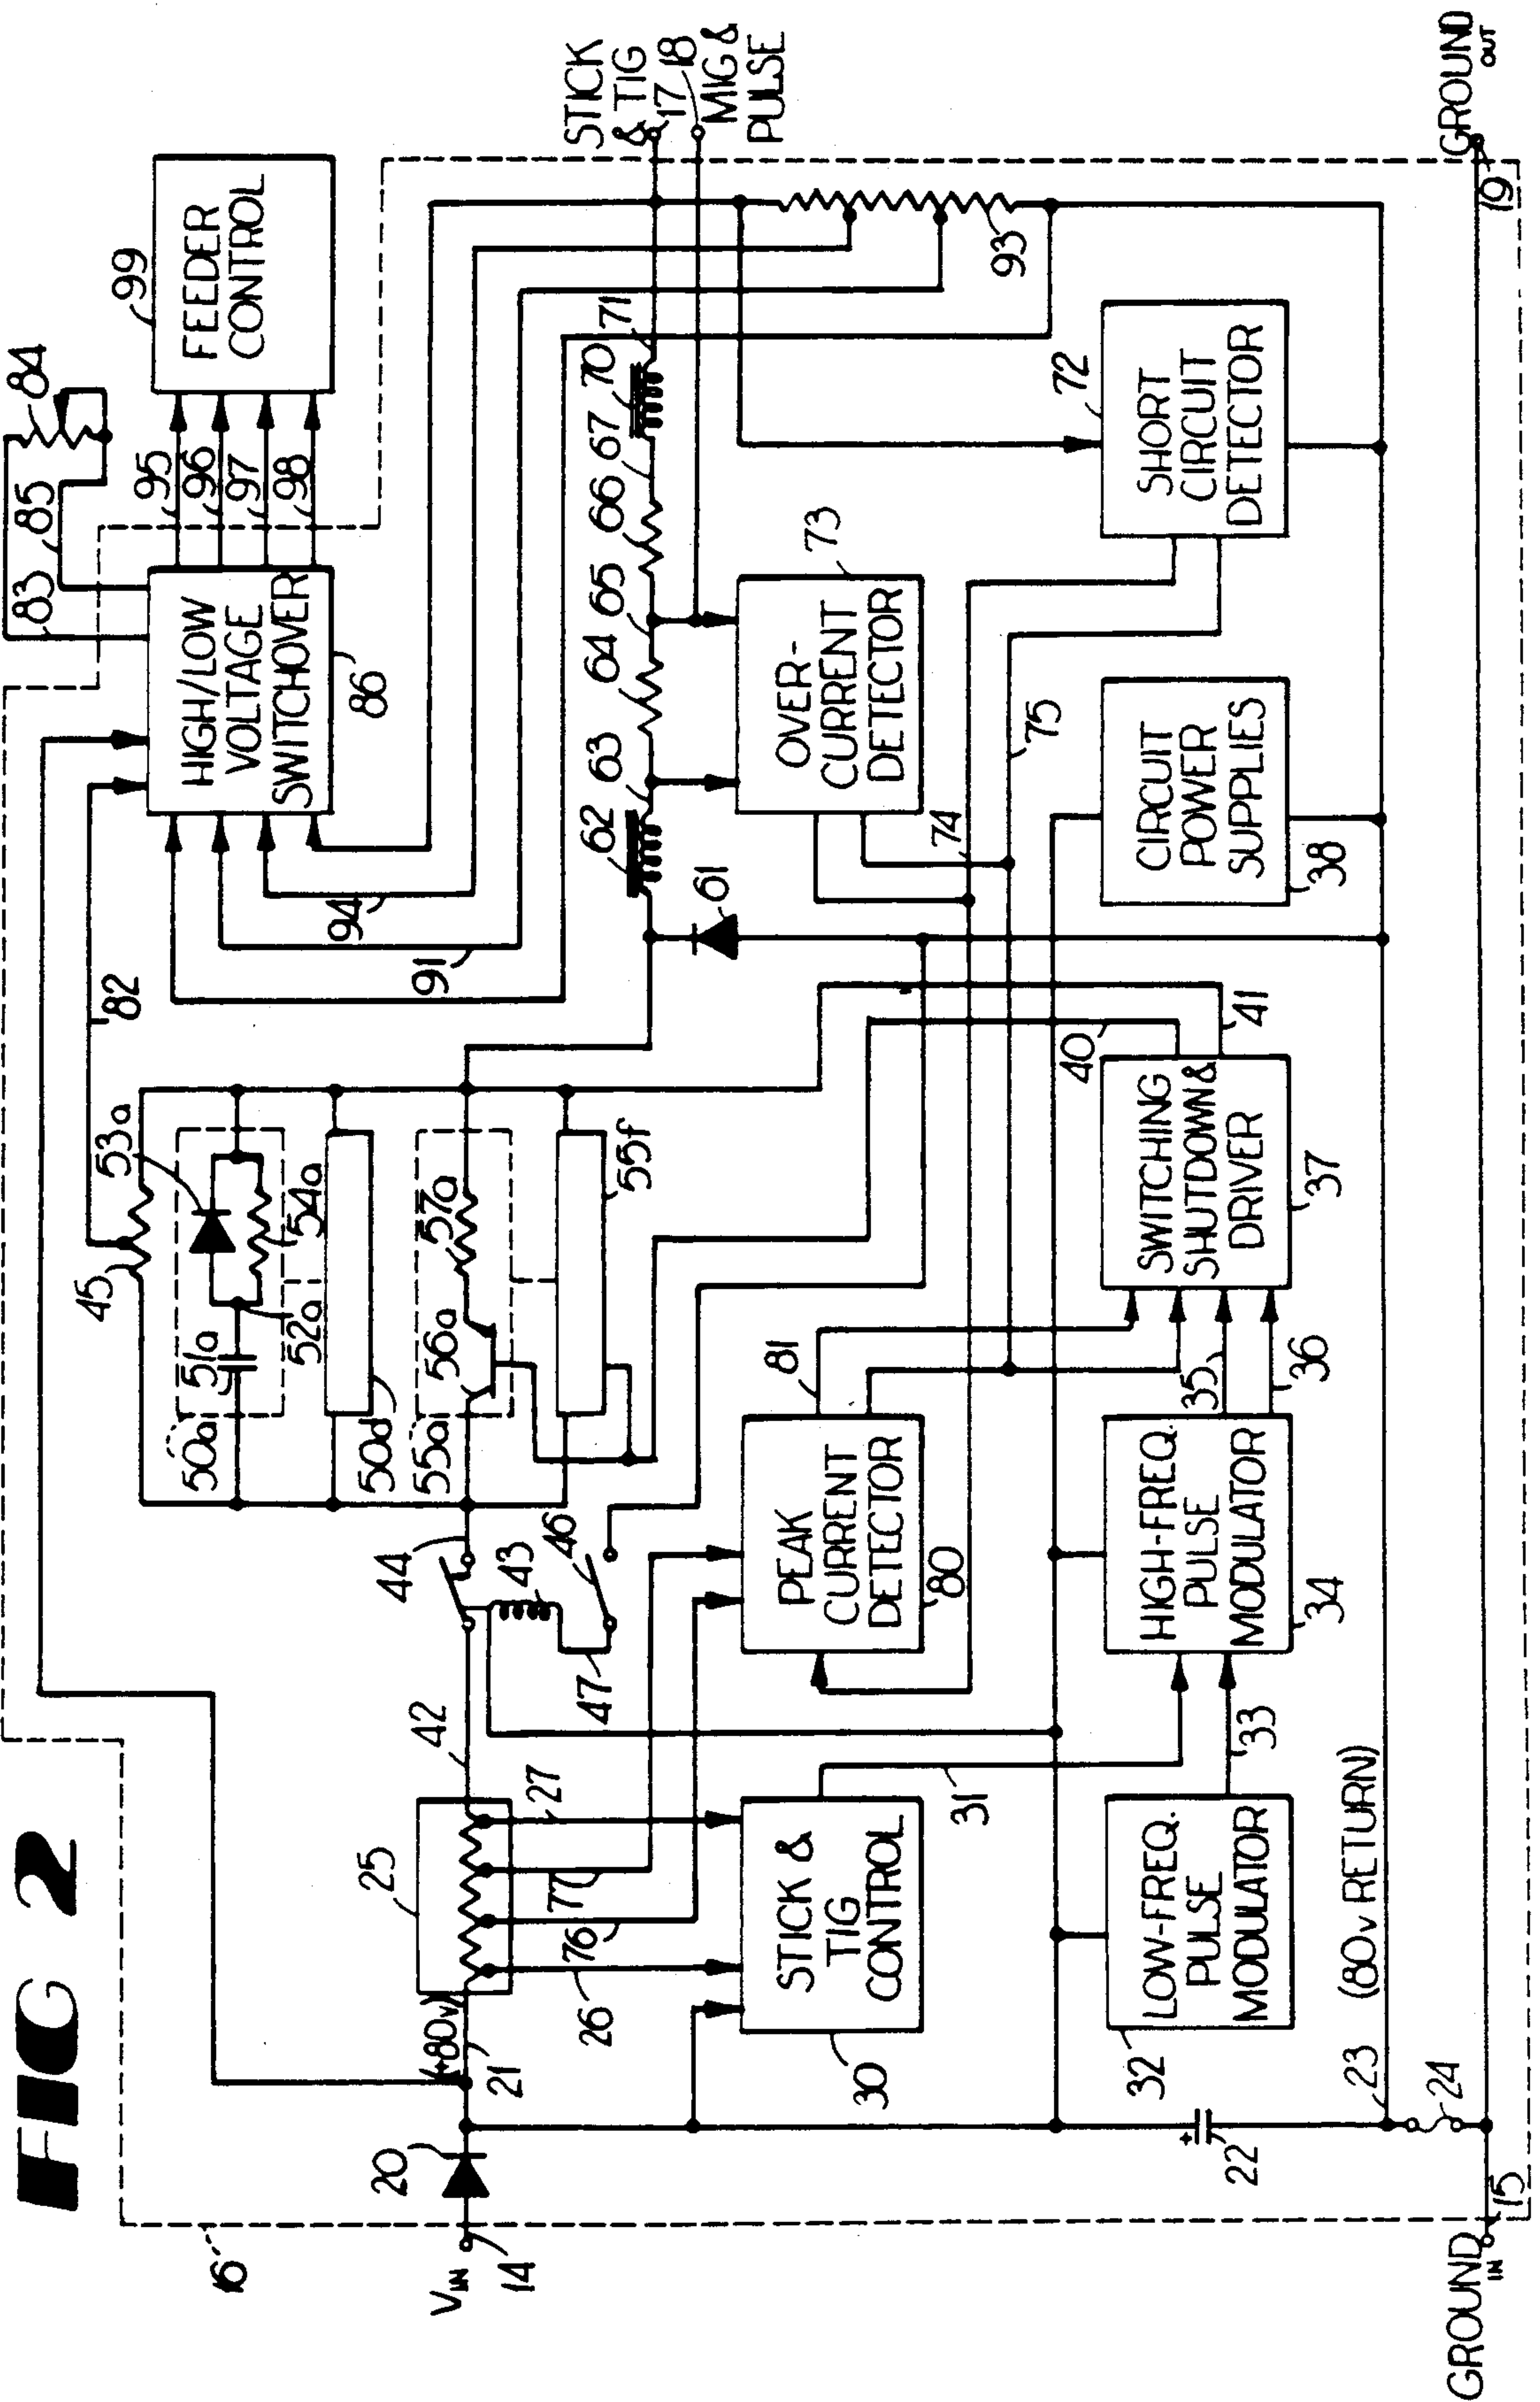 FIG 2
16
VIN
14
20
(+80v)
21
25
42
44
43
46
47
26
76
77
27
45
82
50a
51a
52a
53a
54a
50d
55a
56a
57a
55f
91
94
HIGH/LOW
VOLTAGE
SWITCHOVER
86
83
85
84
95
96
97
98
99
FEEDER
CONTROL
61
62
63
64
65
66
67
70
71
STICK
& TIG
17
18
MIG &
PULSE
93
STICK &
TIG
CONTROL
30
31
PEAK
CURRENT
DETECTOR
80
81
OVER-
CURRENT
DETECTOR
73
74
75
SHORT
CIRCUIT
DETECTOR
72
LOW-FREQ.
PULSE
MODULATOR
32
33
HIGH-FREQ.
PULSE
MODULATOR
34
35
36
SWITCHING
SHUTDOWN &
DRIVER
37
40
41
CIRCUIT
POWER
SUPPLIES
38
22
23
(80v RETURN)
24
GROUND
IN
15
19
GROUND
OUT